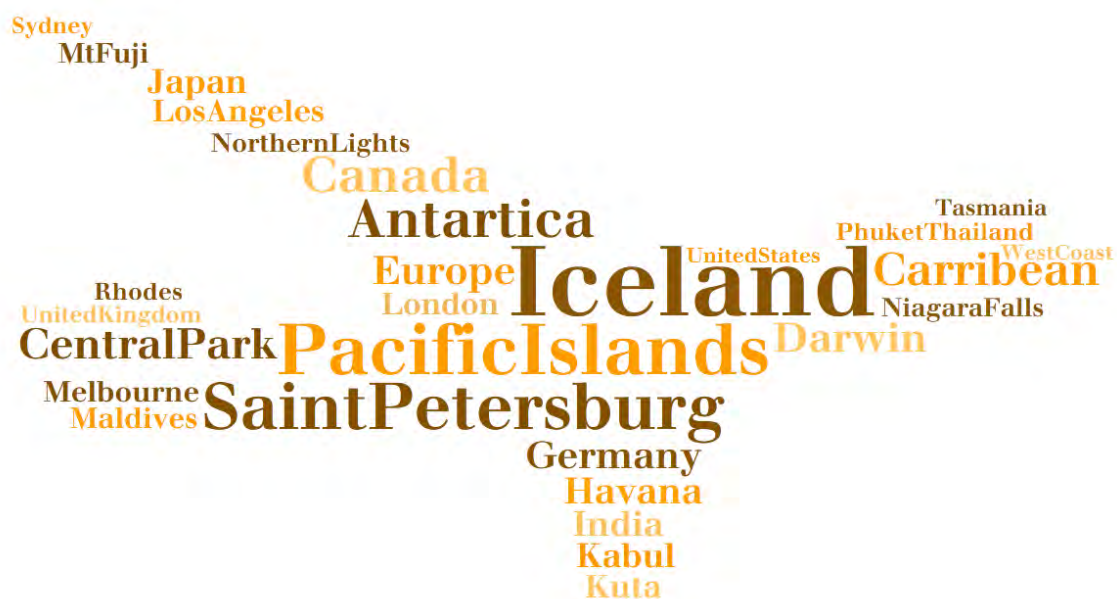 Sydney
MtFuji
Japan
LosAngeles
NorthernLights
Canada
Antartica
Tasmania
PhuketThailand
Europe
Iceland
UnitedStates
Carribean
WestCoast
Rhodes
London
NiagaraFalls
UnitedKingdom
CentralPark
PacificIslands
Darwin
Melbourne
SaintPetersburg
Maldives
Germany
Havana
India
Kabul
Kuta